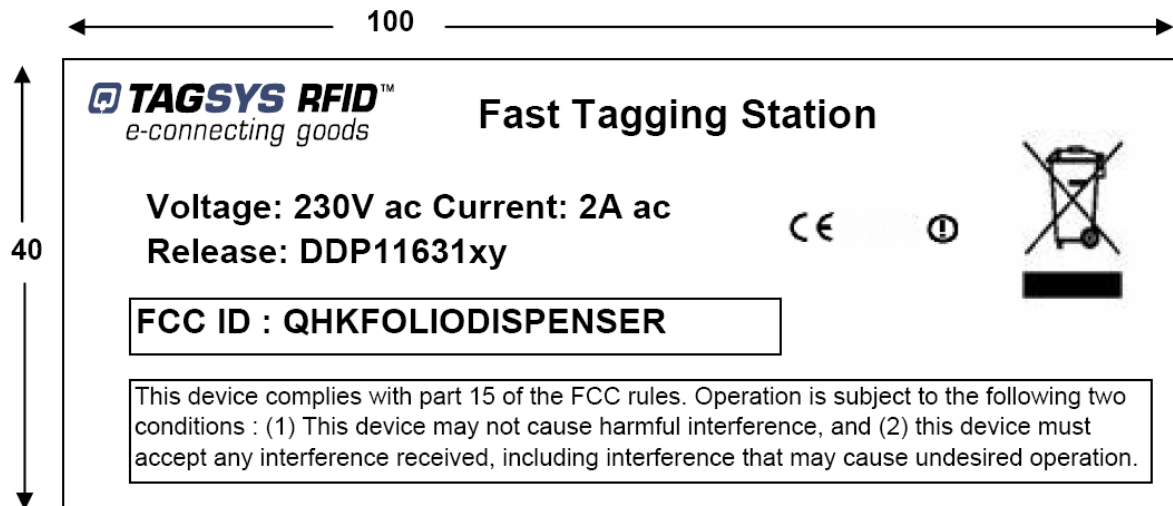 100
40
TAGSYS RFID™
e-connecting goods
Fast Tagging Station
Voltage: 230V ac Current: 2A ac
Release: DDP11631xy
CE
FCC ID : QHKFOLIODISPENSER
This device complies with part 15 of the FCC rules. Operation is subject to the following two
conditions : (1) This device may not cause harmful interference, and (2) this device must
accept any interference received, including interference that may cause undesired operation.